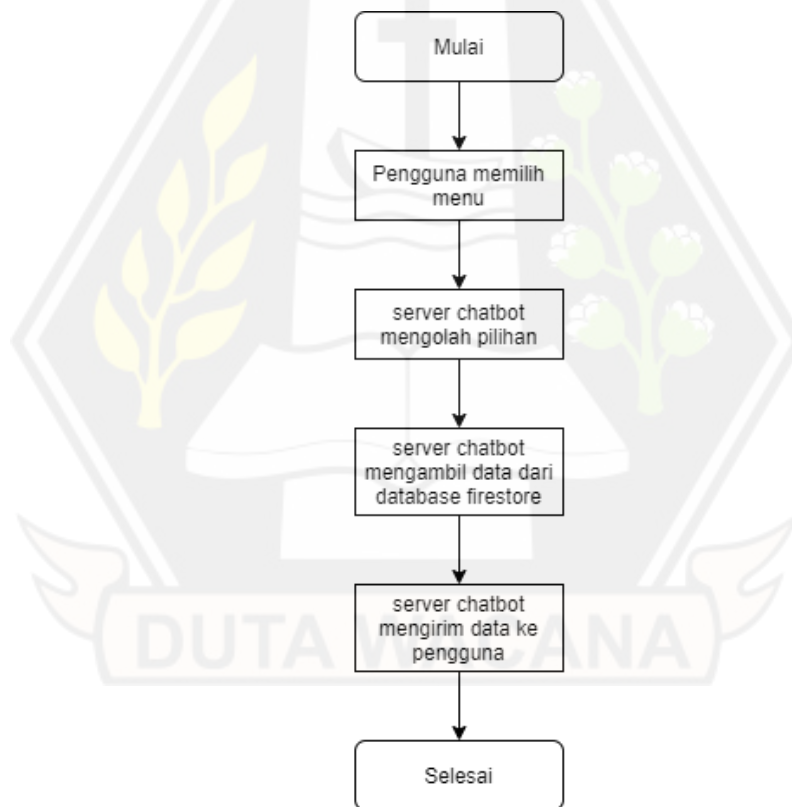 Mulai
Pengguna memilih
menu
server chatbot
mengolah pilihan
server chatbot
mengambil data dari
database firestore
server chatbot
mengirim data ke
pengguna
DUTA WACANA
Selesai